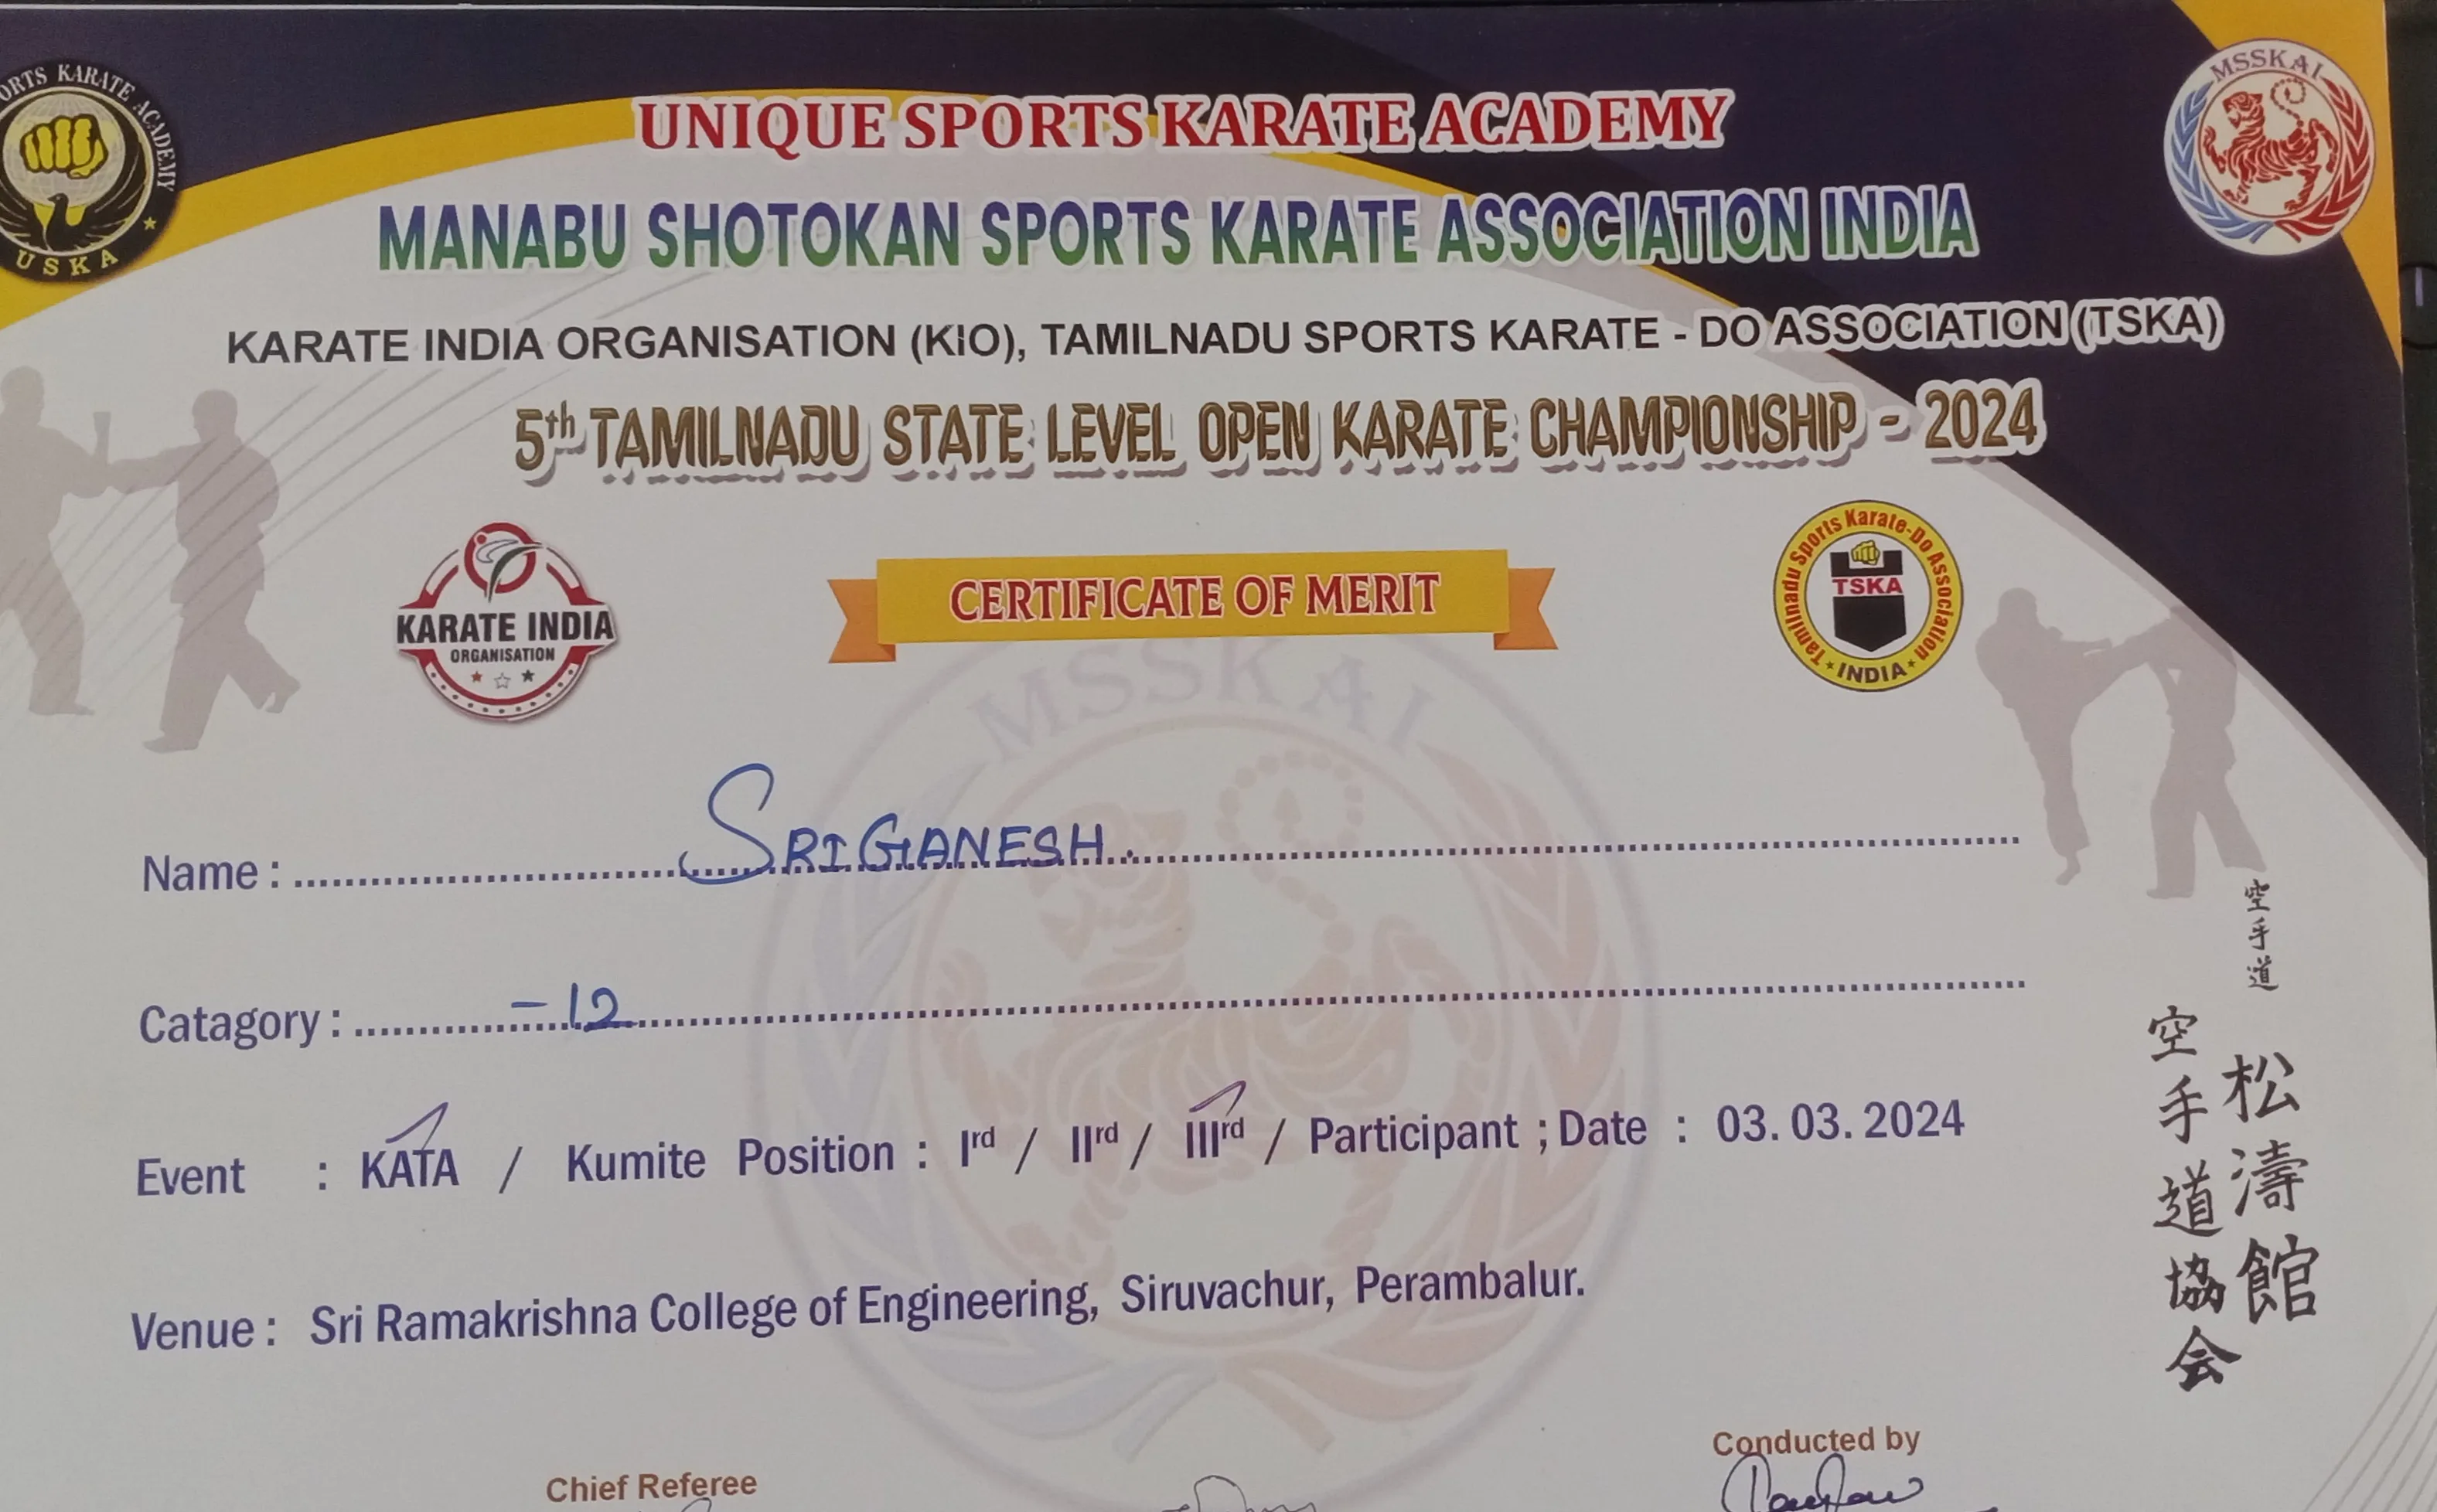 SPORTS KARATE ACADEMY
USKA
MSSKAI
UNIQUE SPORTS KARATE ACADEMY
MANABU SHOTOKAN SPORTS KARATE ASSOCIATION INDIA
KARATE INDIA ORGANISATION (KIO), TAMILNADU SPORTS KARATE - DO ASSOCIATION (TSKA)
5th TAMILNADU STATE LEVEL OPEN KARATE CHAMPIONSHIP - 2024
KARATE INDIA
ORGANISATION
CERTIFICATE OF MERIT
Tamilnadu Sports Karate-Do Association
TSKA
INDIA
MSSKAI
Name : SRI GANESH.
Catagory : -12
Event : KATA / Kumite Position : Ird / IIrd / IIIrd / Participant ; Date : 03.03.2024
Venue : Sri Ramakrishna College of Engineering, Siruvachur, Perambalur.
空手道
松濤館
空手道協会
Chief Referee
Conducted by